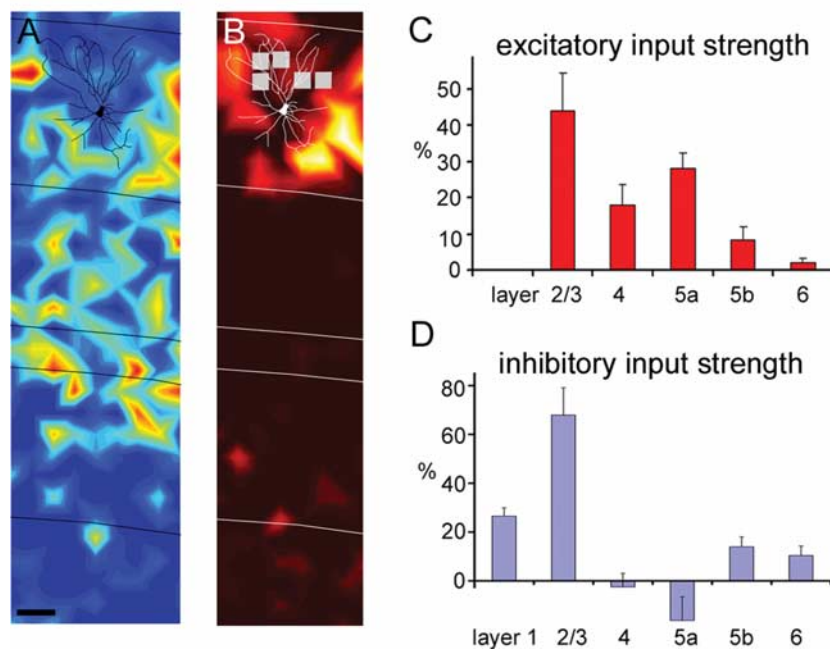 A
B
C
excitatory input strength
50
40
%
30
20
10
0
layer 2/3 4 5a 5b 6
D
inhibitory input strength
80
60
%
40
20
0
layer 1 2/3 4 5a 5b 6